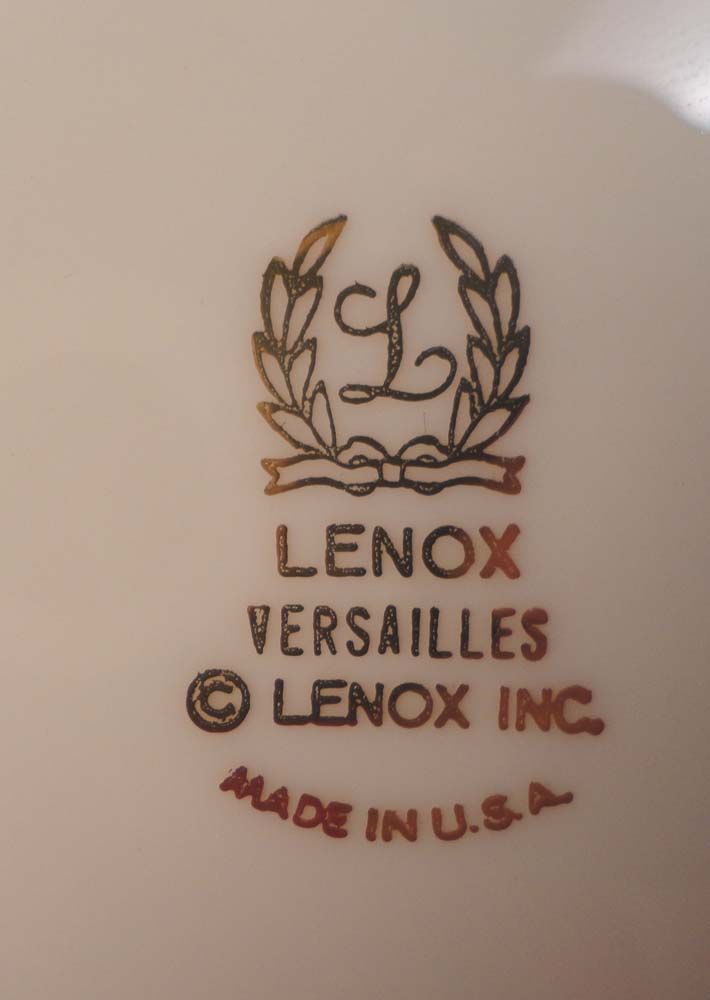 L
LENOX
VERSAILLES
© LENOX INC.
MADE IN U.S.A.